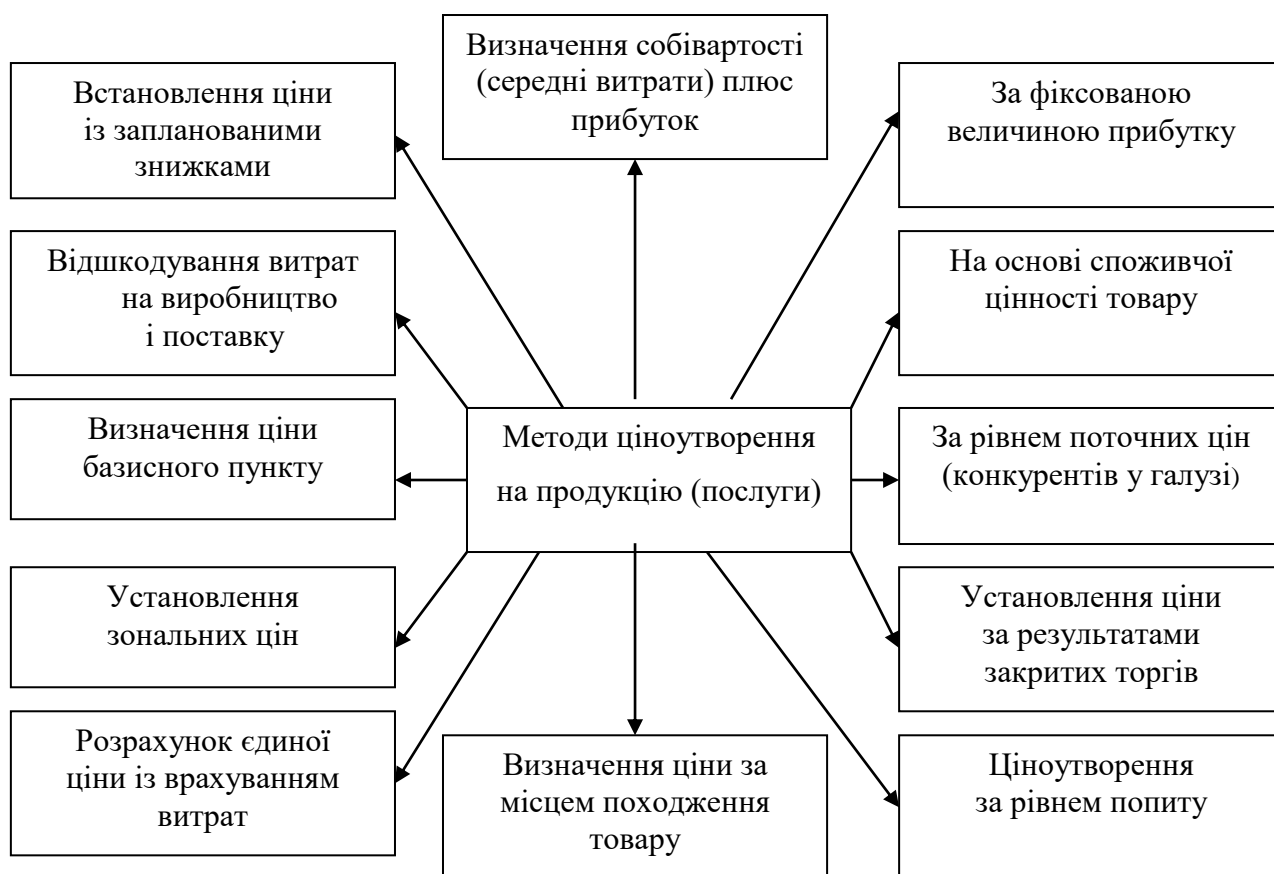 Визначення собівартості
(середні витрати) плюс
прибуток
Встановлення ціни
із запланованими
знижками
За фіксованою
величиною прибутку
Відшкодування витрат
на виробництво
і поставку
На основі споживчої
цінності товару
Визначення ціни
базисного пункту
Методи ціноутворення
на продукцію (послуги)
За рівнем поточних цін
(конкурентів у галузі)
Установлення
зональних цін
Установлення ціни
за результатами
закритих торгів
Розрахунок єдиної
ціни із врахуванням
витрат
Визначення ціни за
місцем походження
товару
Ціноутворення
за рівнем попиту